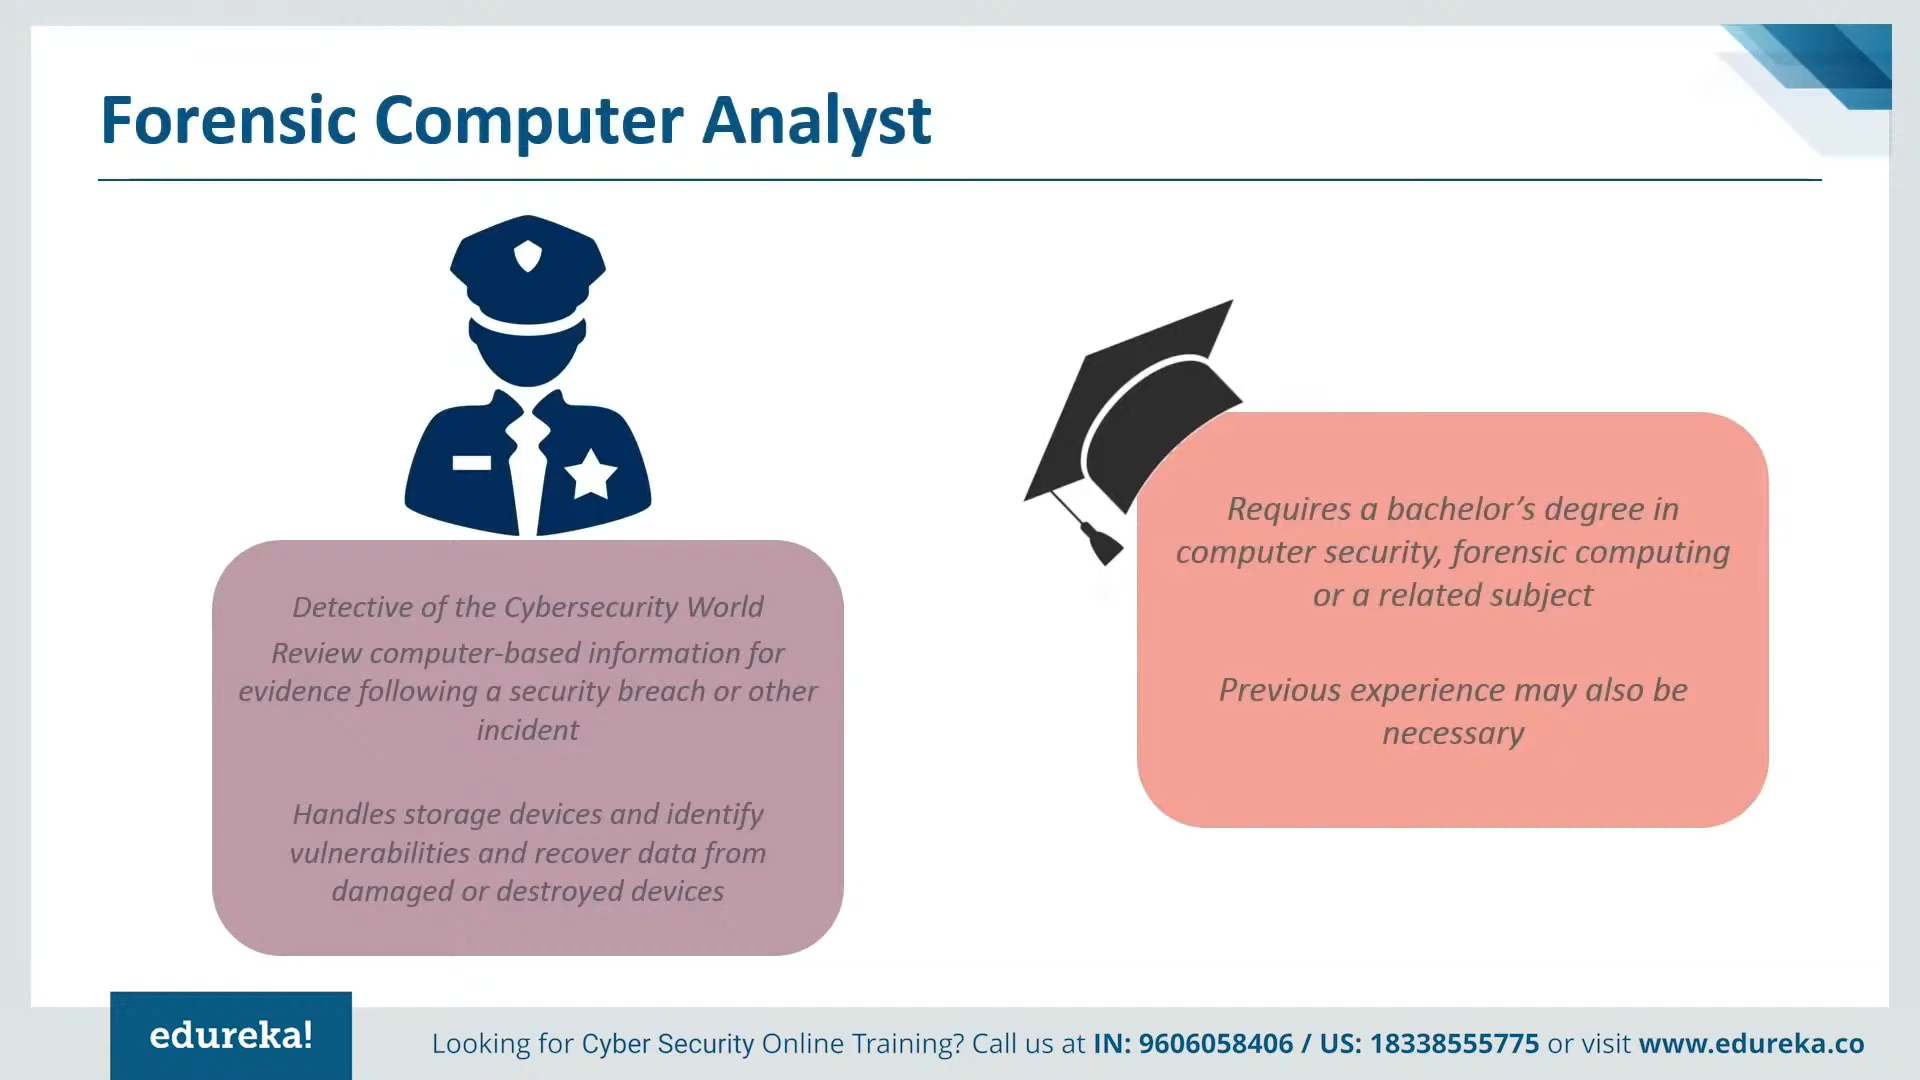 Forensic Computer Analyst
Detective of the Cybersecurity World
Review computer-based information for
evidence following a security breach or other
incident
Handles storage devices and identify
vulnerabilities and recover data from
damaged or destroyed devices
Requires a bachelor’s degree in
computer security, forensic computing
or a related subject
Previous experience may also be
necessary
edureka!
Looking for Cyber Security Online Training? Call us at IN: 9606058406 / US: 18338555775 or visit www.edureka.co